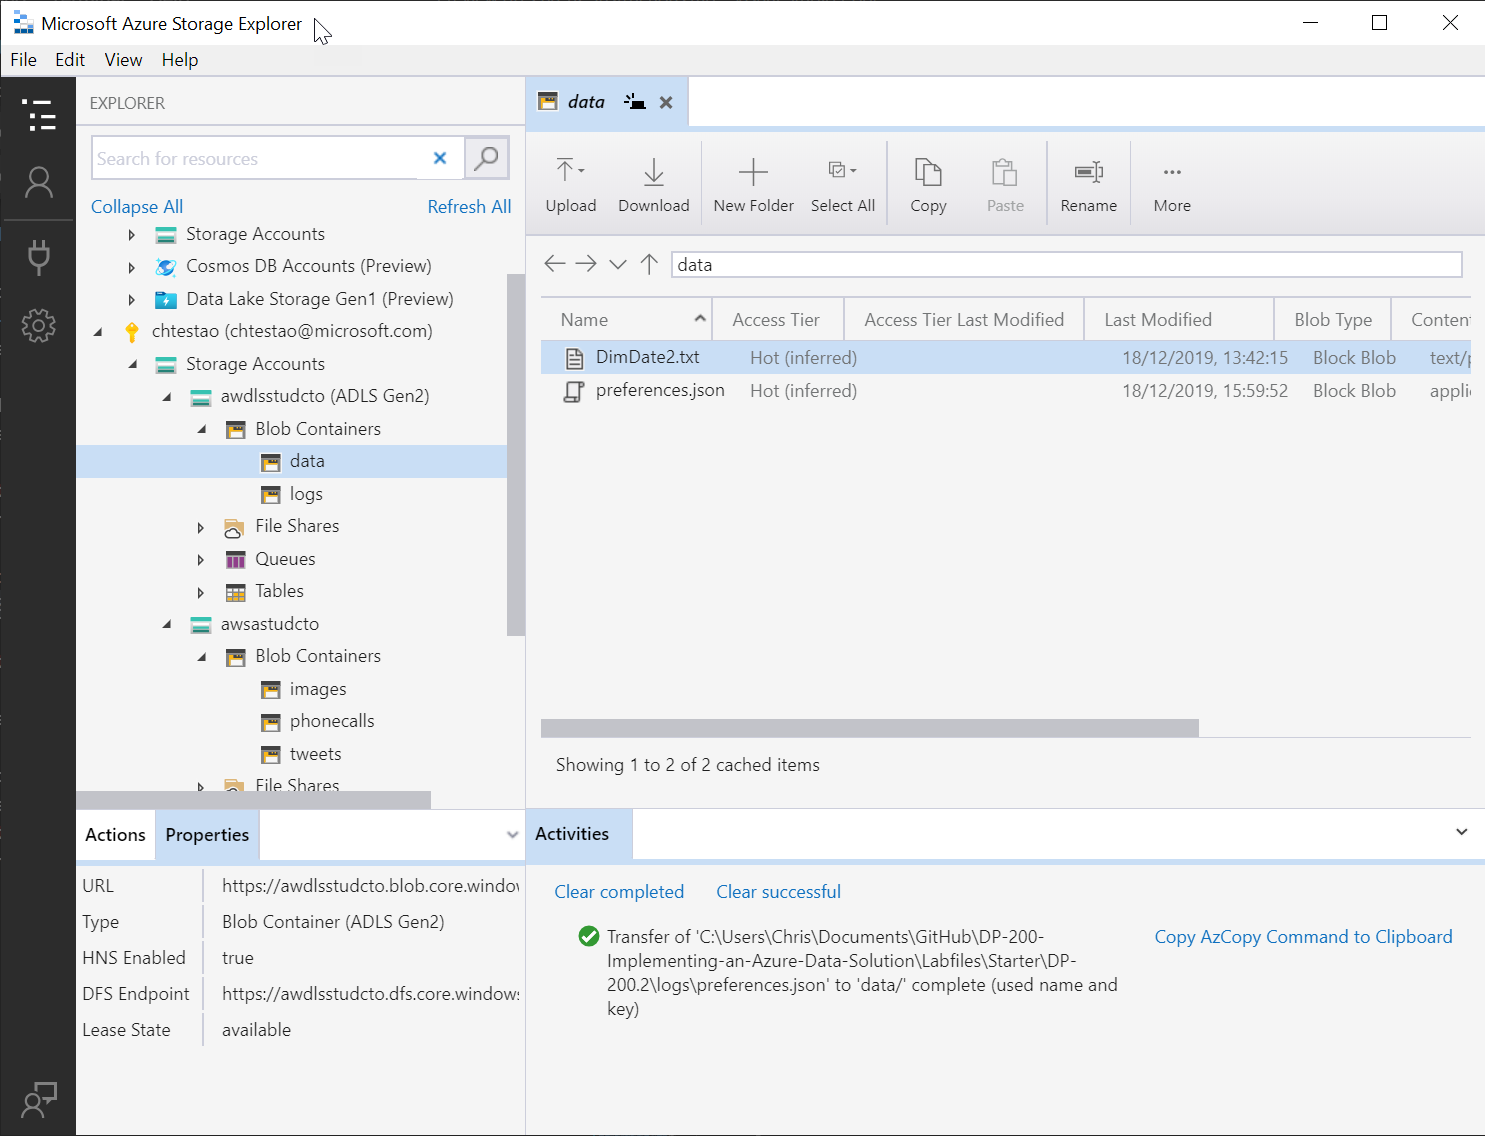 Microsoft Azure Storage Explorer
File Edit View Help
EXPLORER
Search for resources
Collapse All Refresh All
Storage Accounts
Cosmos DB Accounts (Preview)
Data Lake Storage Gen1 (Preview)
chtestao (chtestao@microsoft.com)
Storage Accounts
awdlsstudcto (ADLS Gen2)
Blob Containers
data
logs
File Shares
Queues
Tables
awsastudcto
Blob Containers
images
phonecalls
tweets
File Shares
Actions Properties
URL https://awdlsstudcto.blob.core.windo
Type Blob Container (ADLS Gen2)
HNS Enabled true
DFS Endpoint https://awdlsstudcto.dfs.core.windows
Lease State available
data
Upload Download New Folder Select All Copy Paste Rename More
data
Name Access Tier Access Tier Last Modified Last Modified Blob Type Conten
DimDate2.txt Hot (inferred) 18/12/2019, 13:42:15 Block Blob text/p
preferences.json Hot (inferred) 18/12/2019, 15:59:52 Block Blob appli
Showing 1 to 2 of 2 cached items
Activities
Clear completed Clear successful
Transfer of 'C:\Users\Chris\Documents\GitHub\DP-200- Copy AzCopy Command to Clipboard
Implementing-an-Azure-Data-Solution\Labfiles\Starter\DP-
200.2\logs\preferences.json' to 'data/' complete (used name and
key)